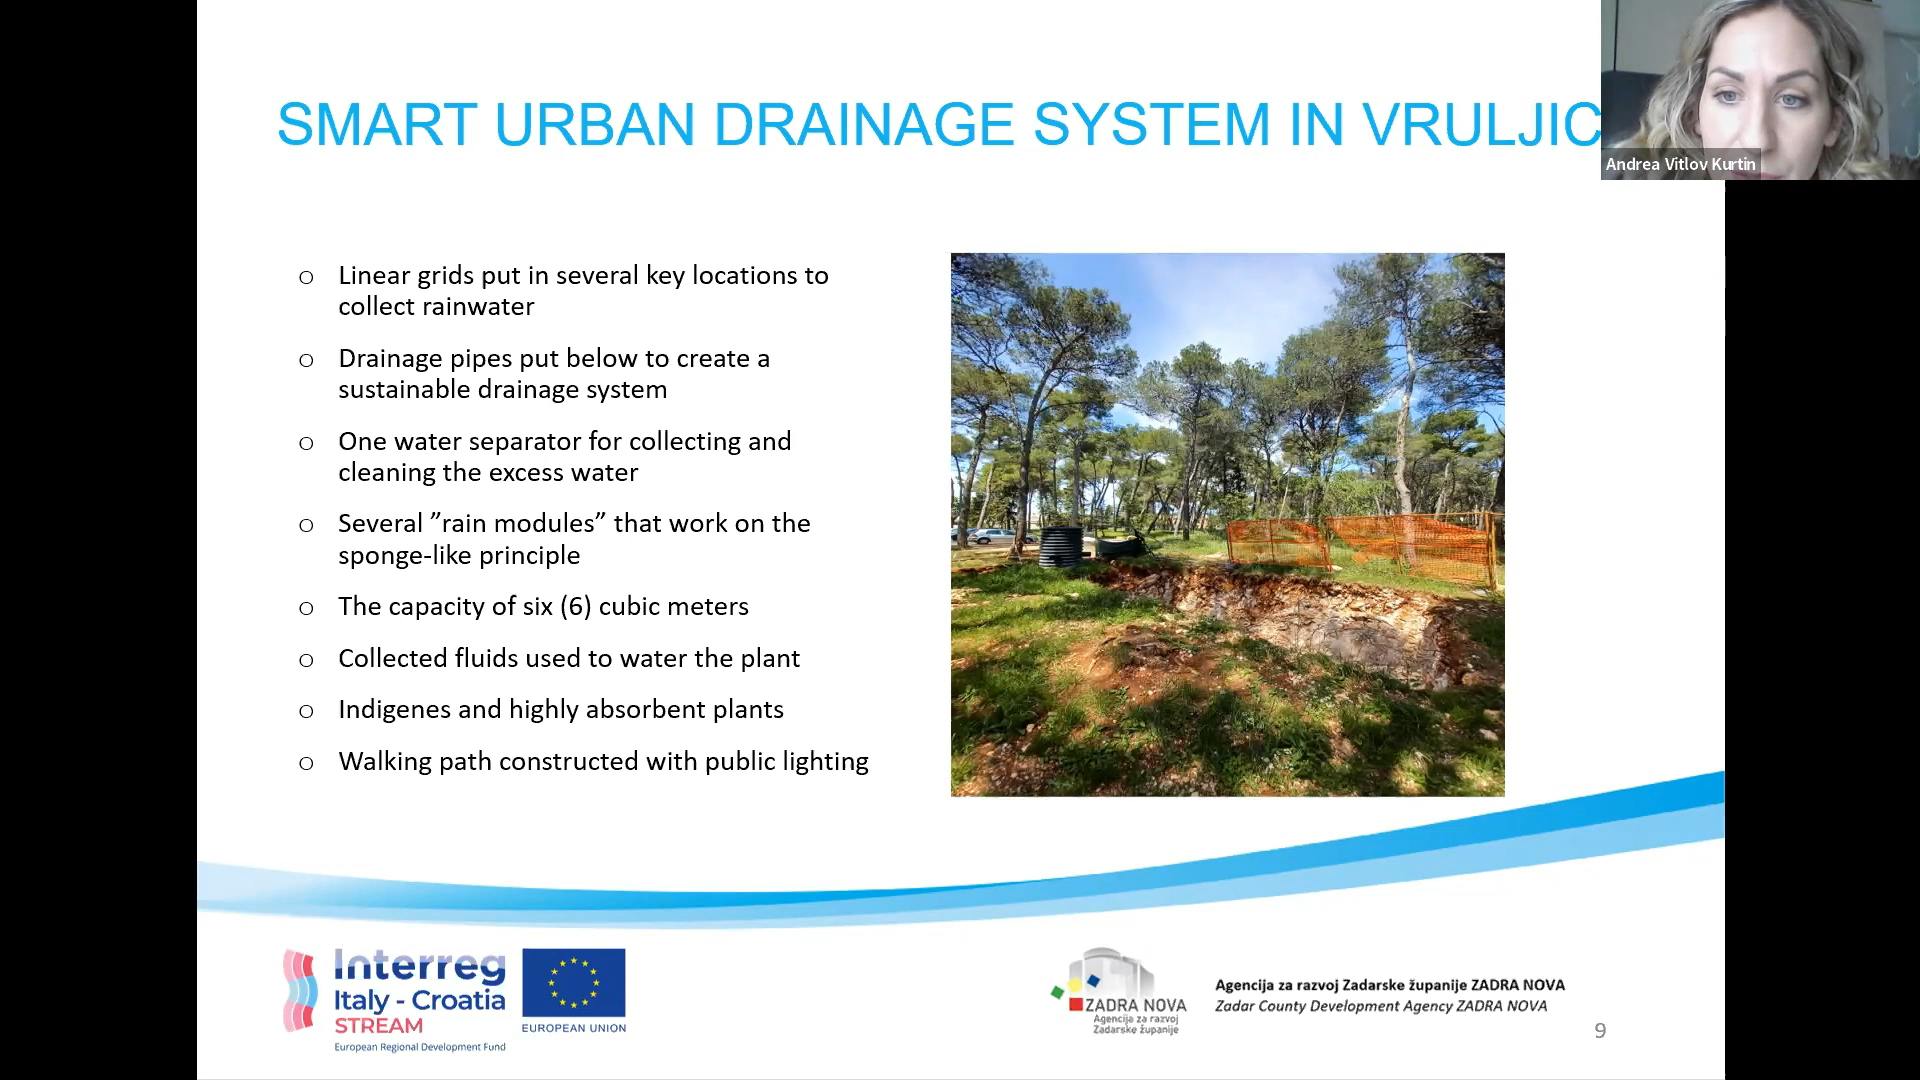 SMART URBAN DRAINAGE SYSTEM IN VRULJIC
Andrea Vitlov Kurtin
o Linear grids put in several key locations to
collect rainwater
o Drainage pipes put below to create a
sustainable drainage system
o One water separator for collecting and
cleaning the excess water
o Several ”rain modules” that work on the
sponge-like principle
o The capacity of six (6) cubic meters
o Collected fluids used to water the plant
o Indigenes and highly absorbent plants
o Walking path constructed with public lighting
Interreg
Italy - Croatia
STREAM
European Regional Development Fund
EUROPEAN UNION
ZADRA NOVA
Agencija za razvoj
Zadarske županije
Agencija za razvoj Zadarske županije ZADRA NOVA
Zadar County Development Agency ZADRA NOVA
9